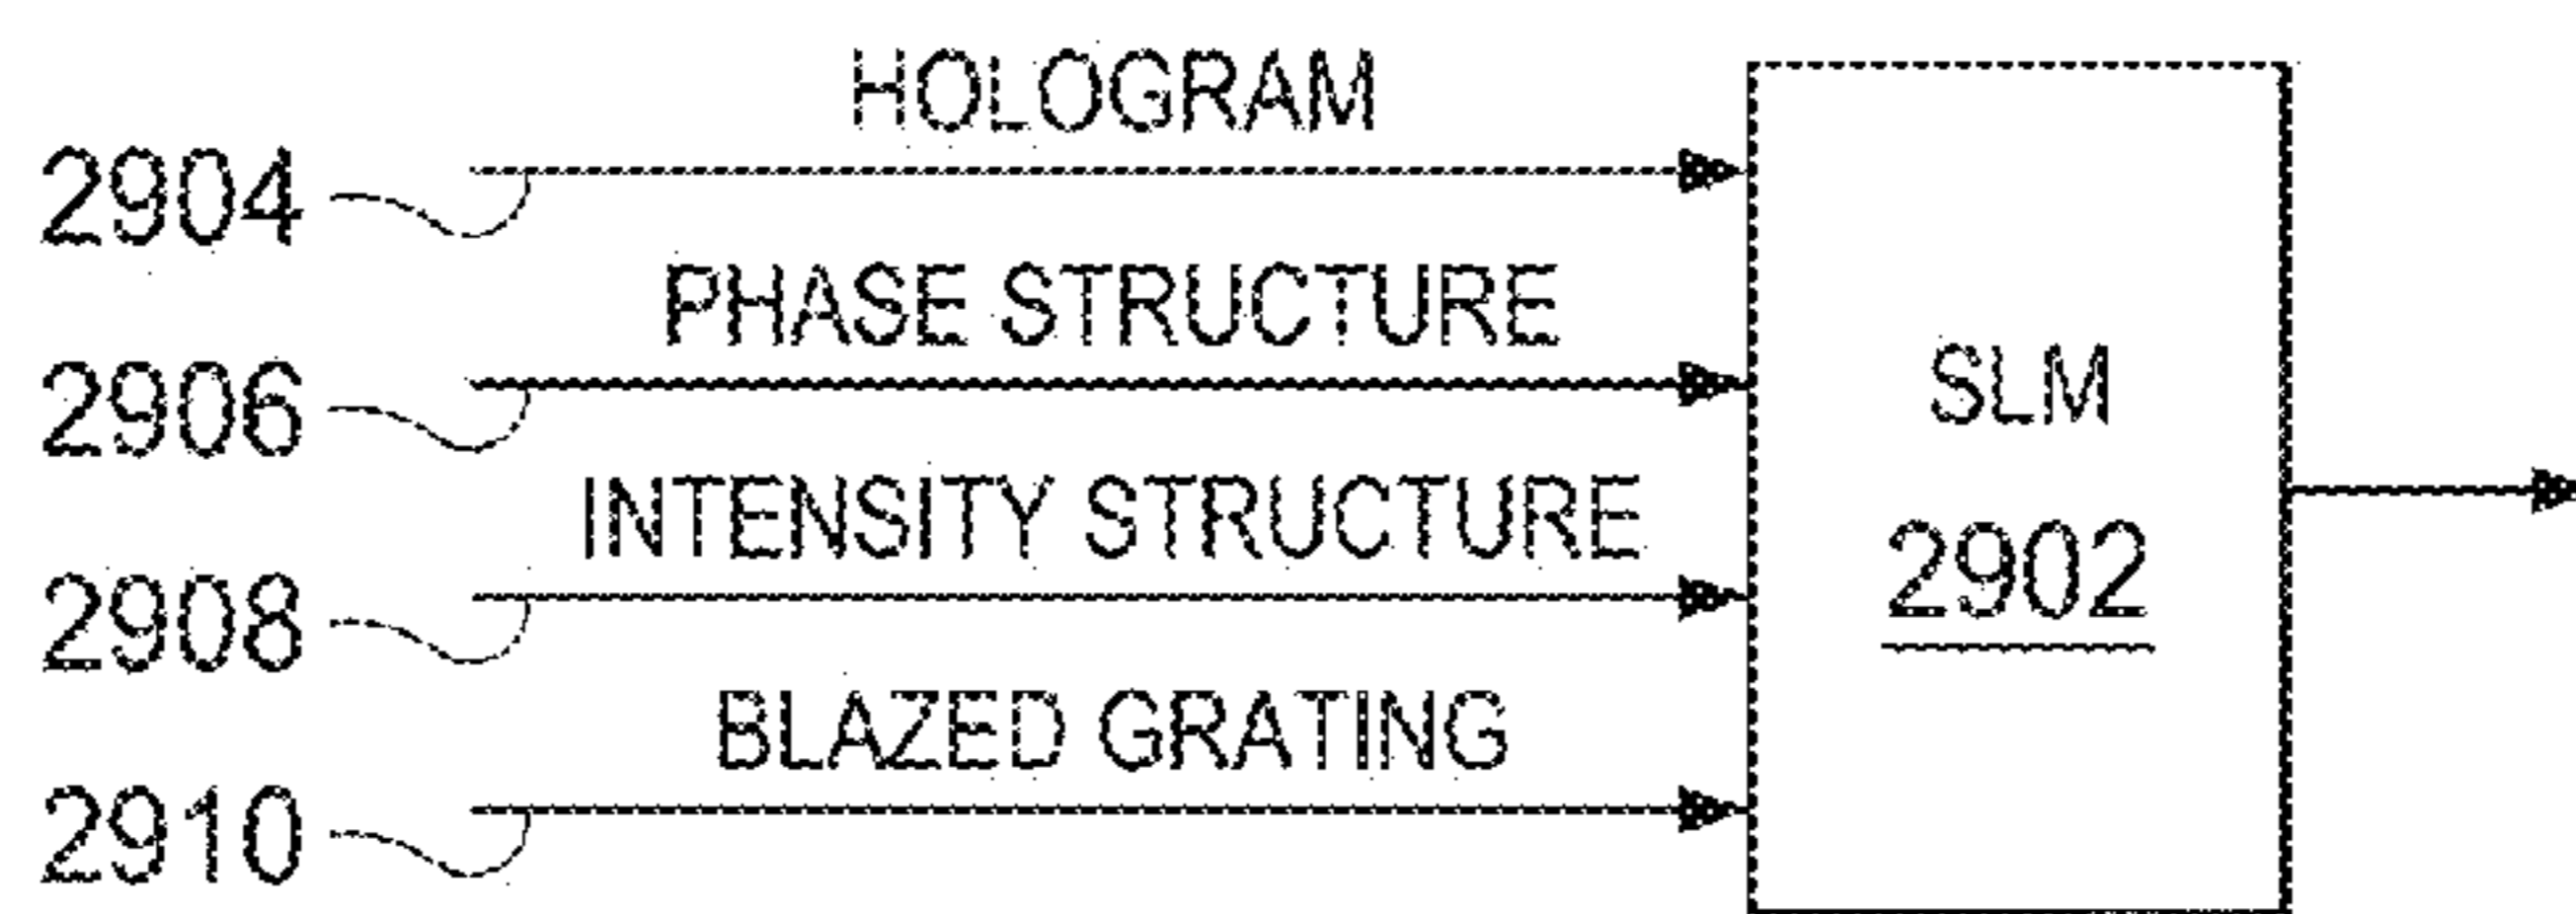 HOLOGRAM
2904
PHASE STRUCTURE
2906
INTENSITY STRUCTURE
2908
BLAZED GRATING
2910
SLM
2902